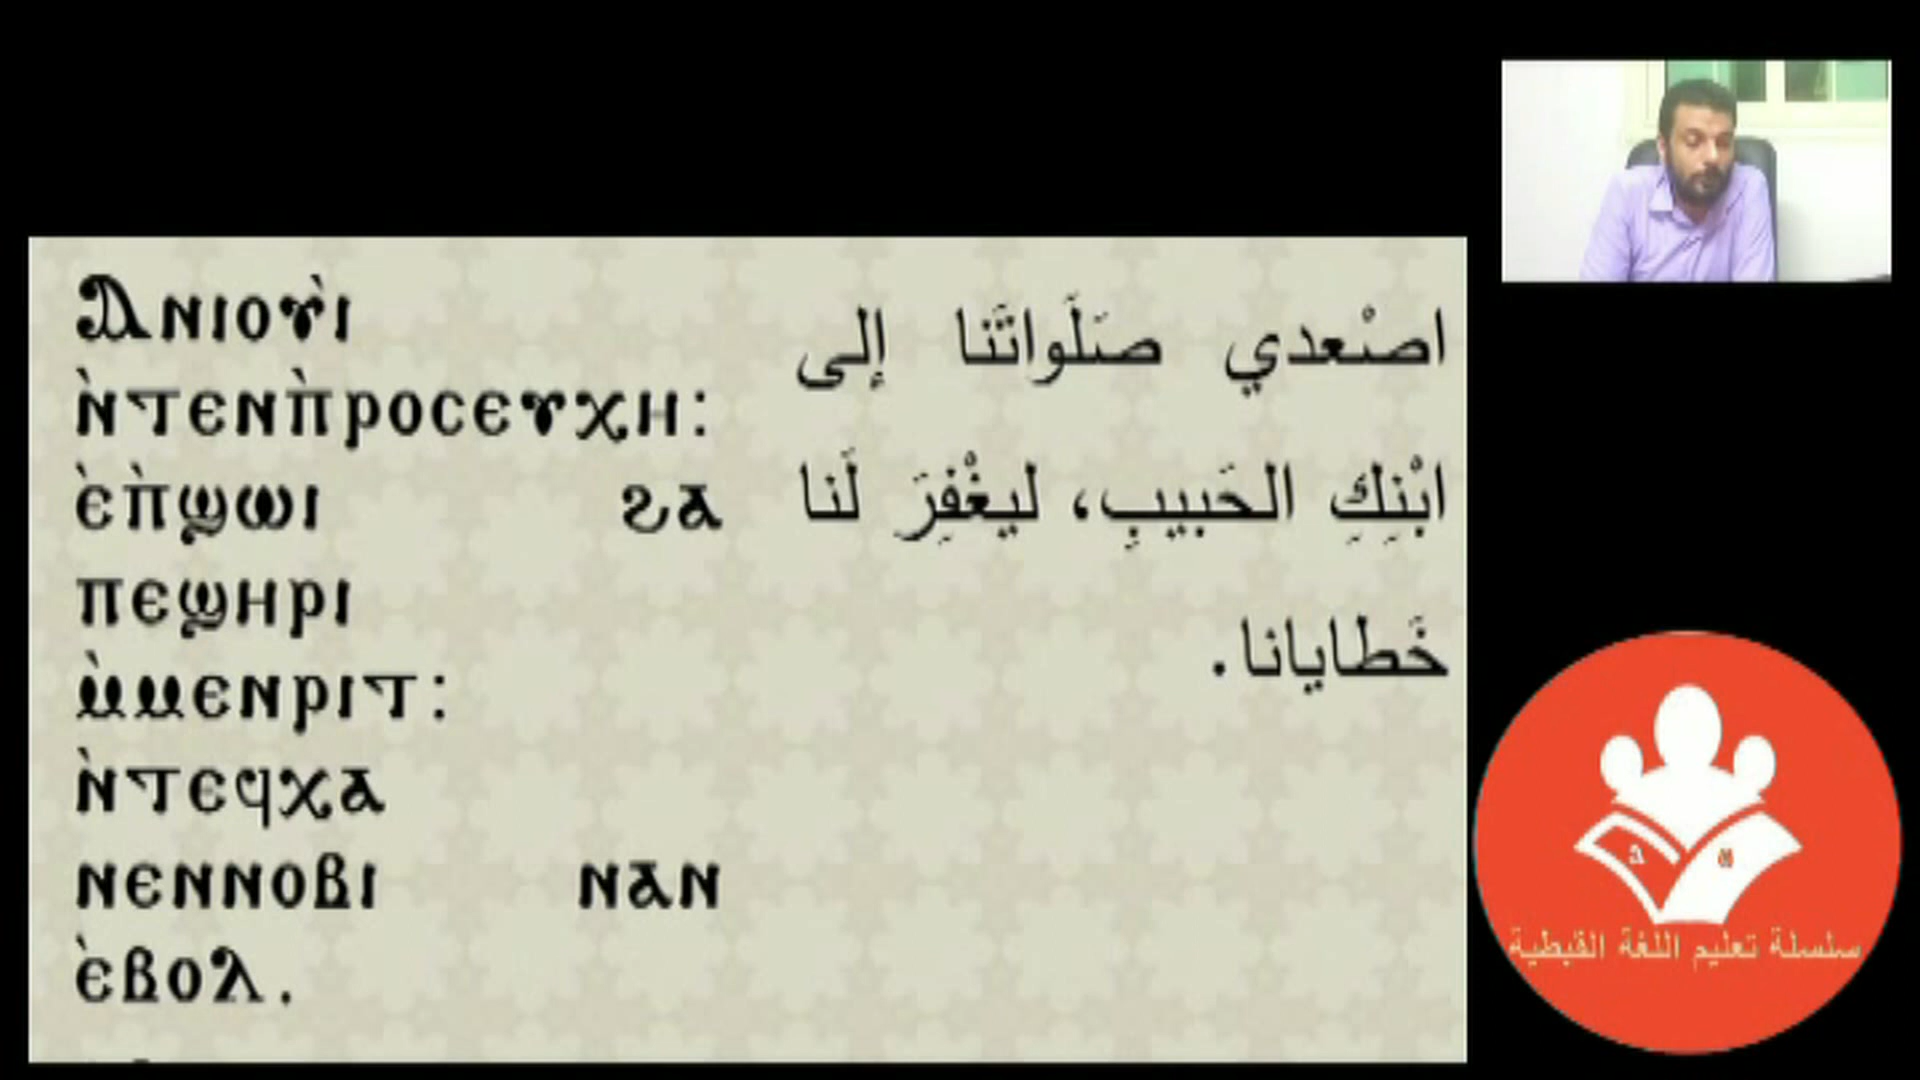 Ⲁⲛⲓⲟⲩ̀ⲓ
ⲛ̀ⲧⲉⲛⲡ̀ⲣⲟⲥⲉⲩⲭⲏ:
ⲉ̀ⲡ̀ϣⲱⲓ ϩⲁ
ⲡⲉϣⲏⲣⲓ
ⲙ̀ⲙⲉⲛⲣⲓⲧ:
ⲛ̀ⲧⲉϥⲭⲁ
ⲛⲉⲛⲛⲟⲃⲓ ⲛⲁⲛ
ⲉ̀ⲃⲟⲗ.
اصْعدي صَلَواتَنا إلى
ابْنِكِ الحَبيبِ، ليغْفِرَ لَنا
خَطايانا.
ⲁ ⲱ
سلسلة تعليم اللغة القبطية